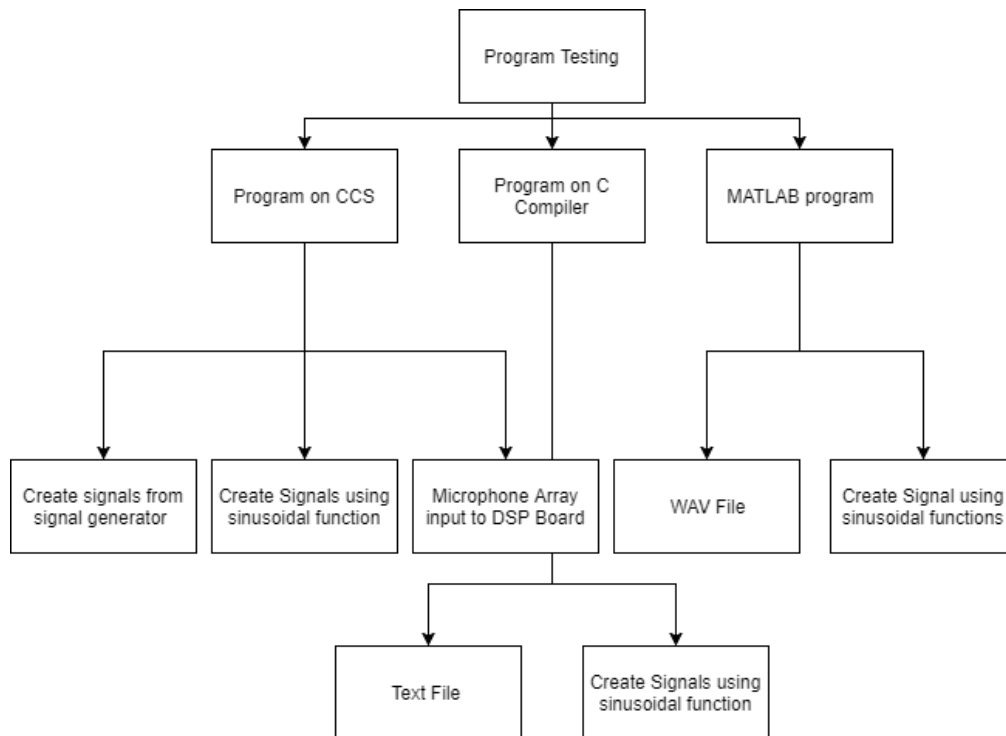 Program Testing
Program on CCS
Program on C
Compiler
MATLAB program
Create signals from
signal generator
Create Signals using
sinusoidal function
Microphone Array
input to DSP Board
WAV File
Create Signal using
sinusoidal functions
Text File
Create Signals using
sinusoidal function